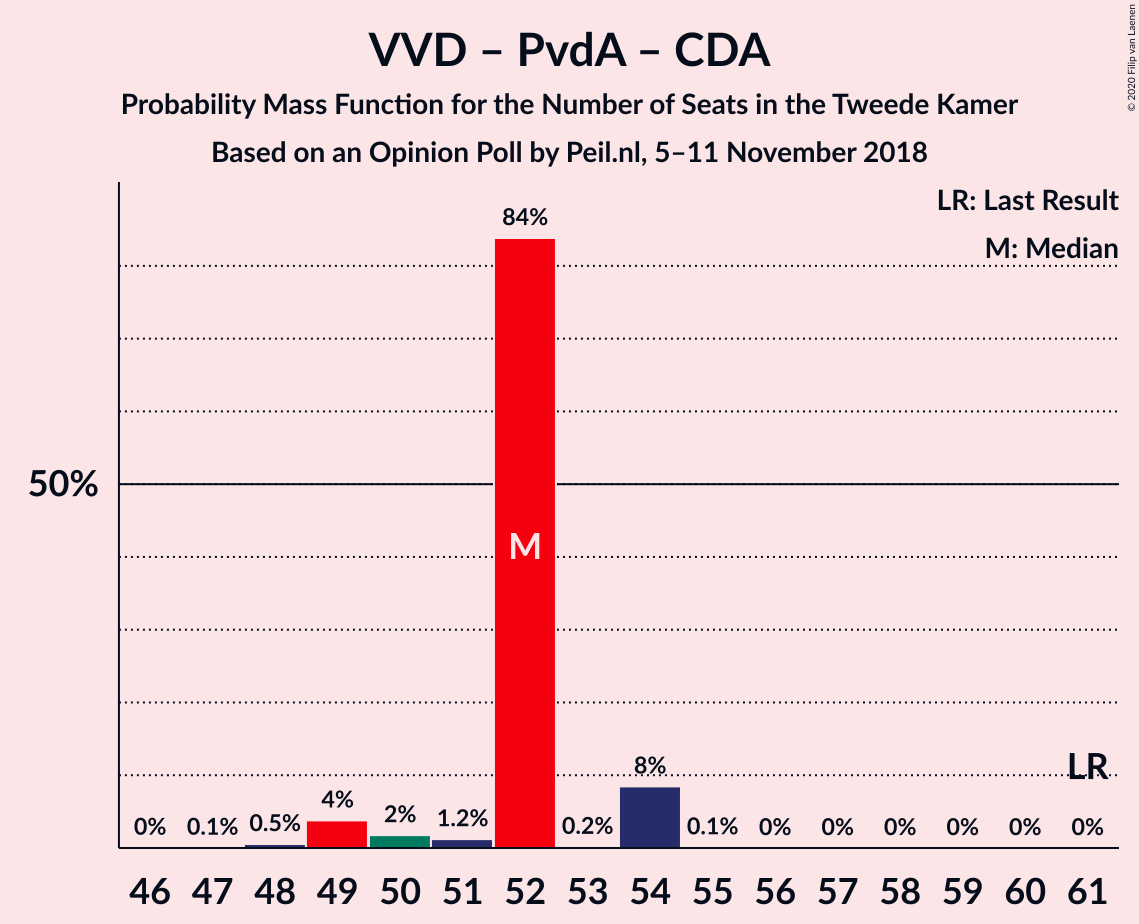 VVD – PvdA – CDA
Probability Mass Function for the Number of Seats in the Tweede Kamer
Based on an Opinion Poll by Peil.nl, 5–11 November 2018
© 2020 Filip van Laenen
LR: Last Result
M: Median
50%
84%
M
LR
0% 0.1% 0.5% 4% 2% 1.2% 0.2% 8% 0.1% 0% 0% 0% 0% 0% 0%
46 47 48 49 50 51 52 53 54 55 56 57 58 59 60 61